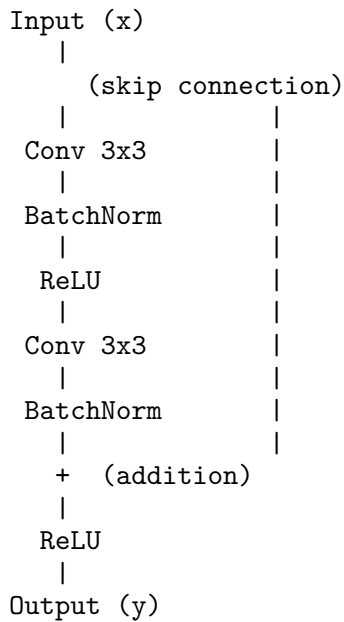 Input (x)
|
(skip connection)
| |
Conv 3x3 |
| |
BatchNorm |
| |
ReLU |
| |
Conv 3x3 |
| |
BatchNorm |
| |
+ (addition)
|
ReLU
|
Output (y)